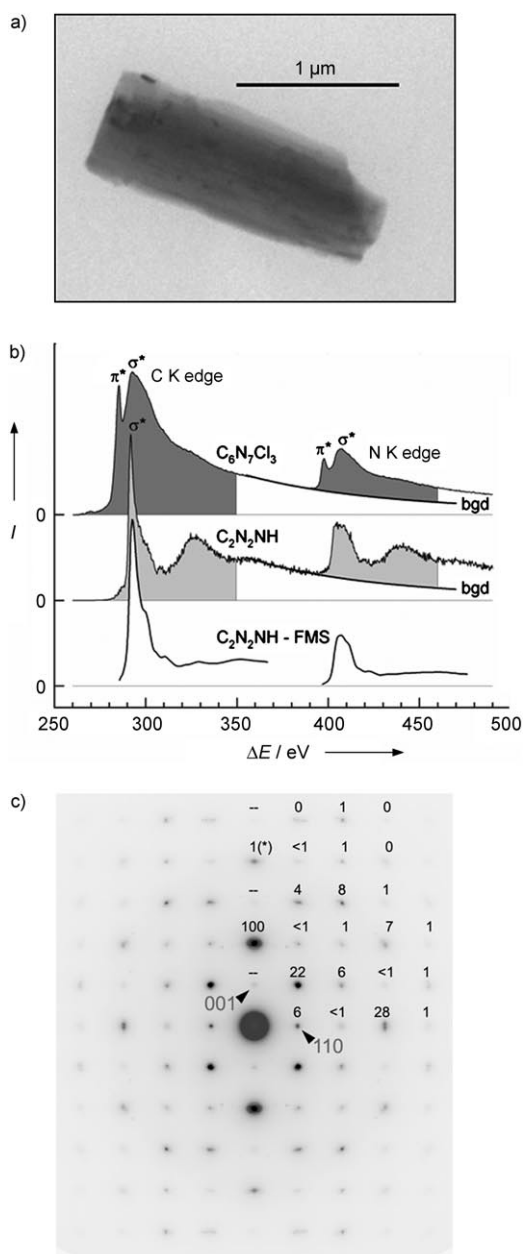 a)
1 µm
b)
σ*
π*
C K edge
σ*
σ*
π*
N K edge
C₆N₇Cl₃
0
bgd
I
C₂N₂NH
0
bgd
C₂N₂NH - FMS
0
250 300 350 400 450 500
ΔE / eV
c)
-- 0 1 0
1(*) <1 1 0
-- 4 8 1
100 <1 1 7 1
-- 22 6 <1 1
001
6 <1 28 1
110